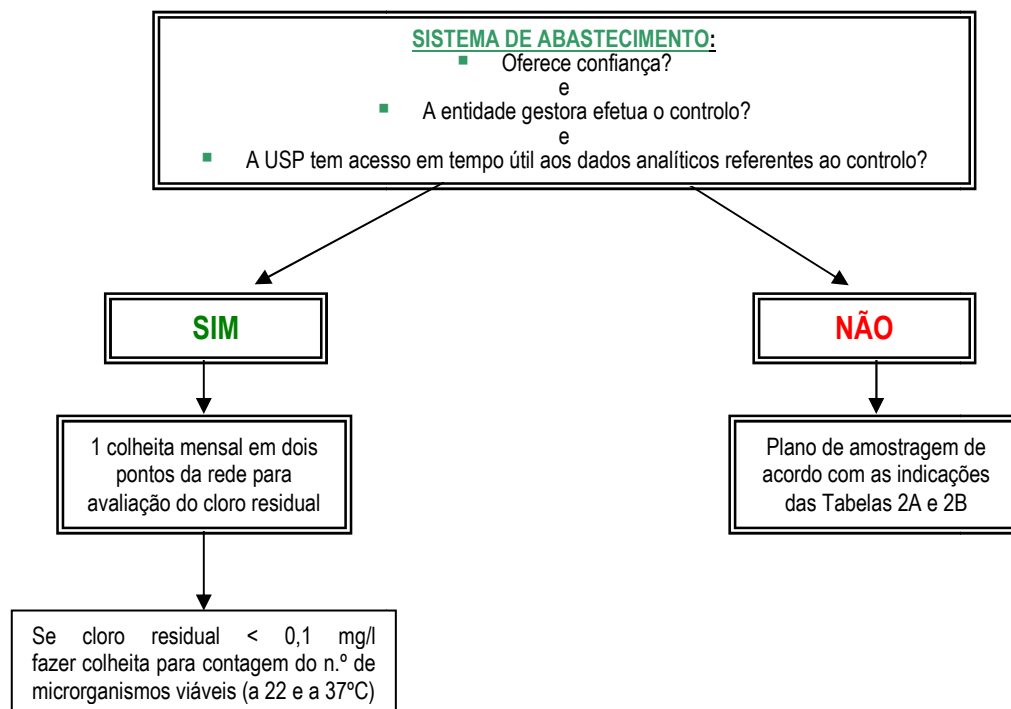 SISTEMA DE ABASTECIMENTO:
▪ Oferece confiança?
e
▪ A entidade gestora efetua o controlo?
e
▪ A USP tem acesso em tempo útil aos dados analíticos referentes ao controlo?
SIM
NÃO
1 colheita mensal em dois
pontos da rede para
avaliação do cloro residual
Plano de amostragem de
acordo com as indicações
das Tabelas 2A e 2B
Se cloro residual < 0,1 mg/l
fazer colheita para contagem do n.º de
microrganismos viáveis (a 22 e a 37ºC)